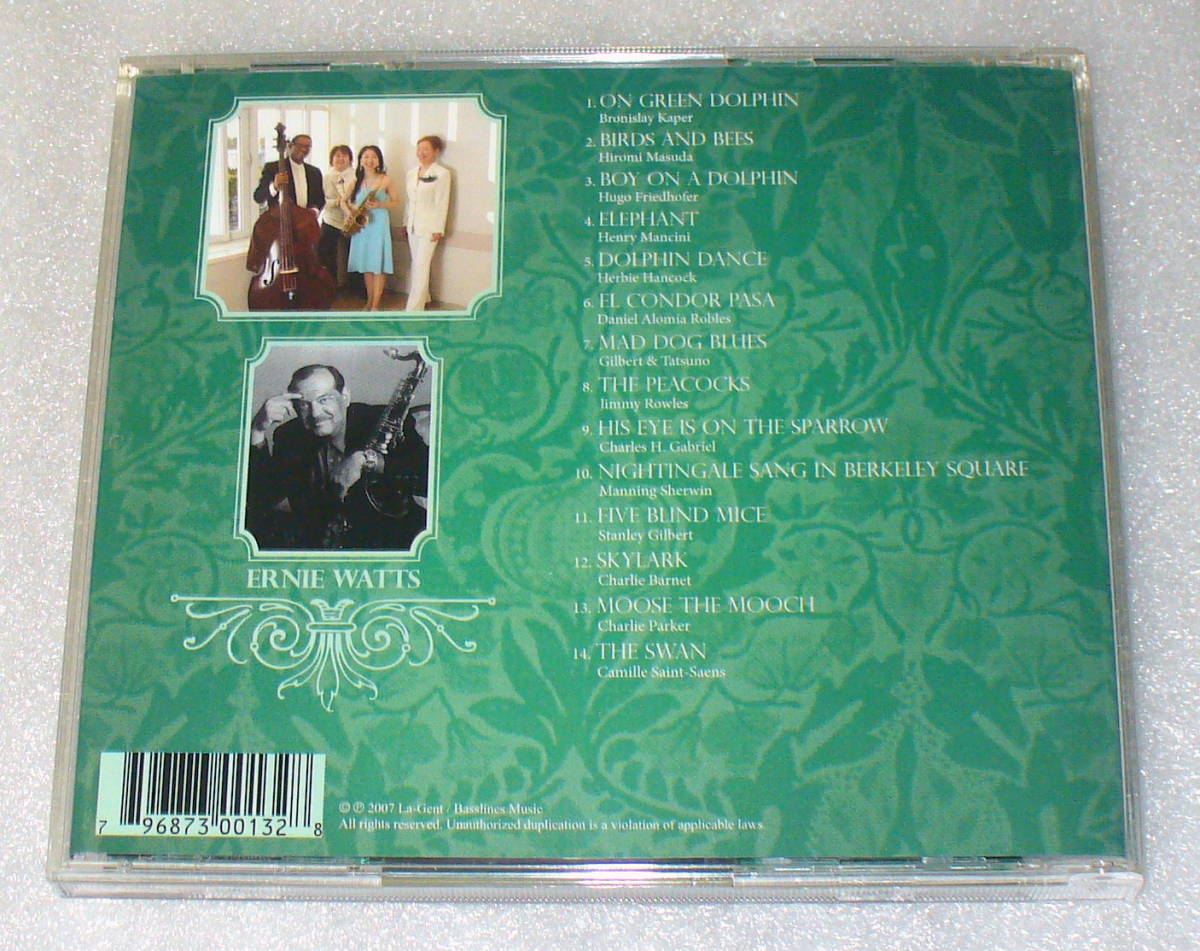 1. ON GREEN DOLPHIN
Bronislay Kaper
2. BIRDS AND BEES
Hiromi Masuda
3. BOY ON A DOLPHIN
Hugo Friedhofer
4. ELEPHANT
Henry Mancini
5. DOLPHIN DANCE
Herbie Hancock
6. EL CONDOR PASA
Daniel Alomia Robles
7. MAD DOG BLUES
Gilbert & Tatsuno
8. THE PEACOCKS
Jimmy Rowles
9. HIS EYE IS ON THE SPARROW
Charles H. Gabriel
10. NIGHTINGALE SANG IN BERKELEY SQUARE
Manning Sherwin
11. FIVE BLIND MICE
Stanley Gilbert
12. SKYLARK
Charlie Barnet
13. MOOSE THE MOOCH
Charlie Parker
14. THE SWAN
Camille Saint-Saens
ERNIE WATTS
7 96873 00132 8
© ℗ 2007 La-Gent / Basslines Music
All rights reserved. Unauthorized duplication is a violation of applicable laws.